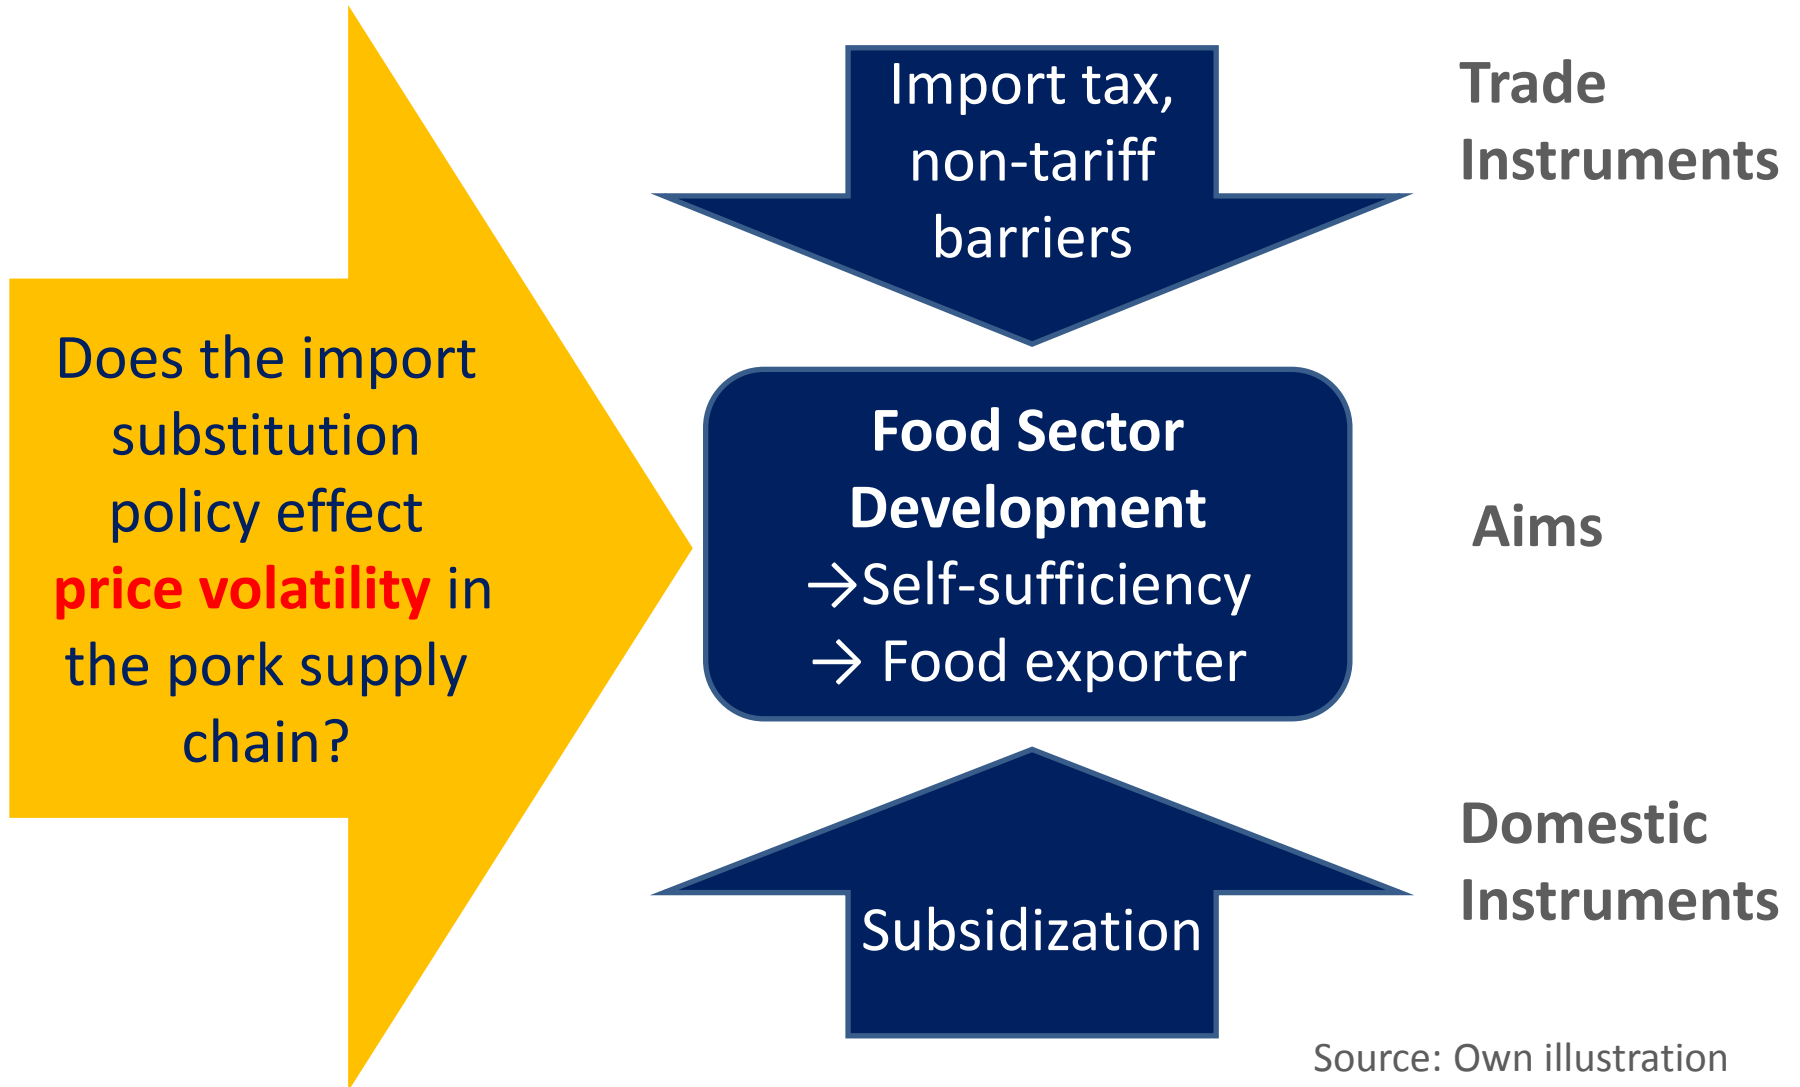 Does the import
substitution
policy effect
price volatility in
the pork supply
chain?
Import tax,
non-tariff
barriers
Trade
Instruments
Food Sector
Development
→Self-sufficiency
→ Food exporter
Aims
Subsidization
Domestic
Instruments
Source: Own illustration